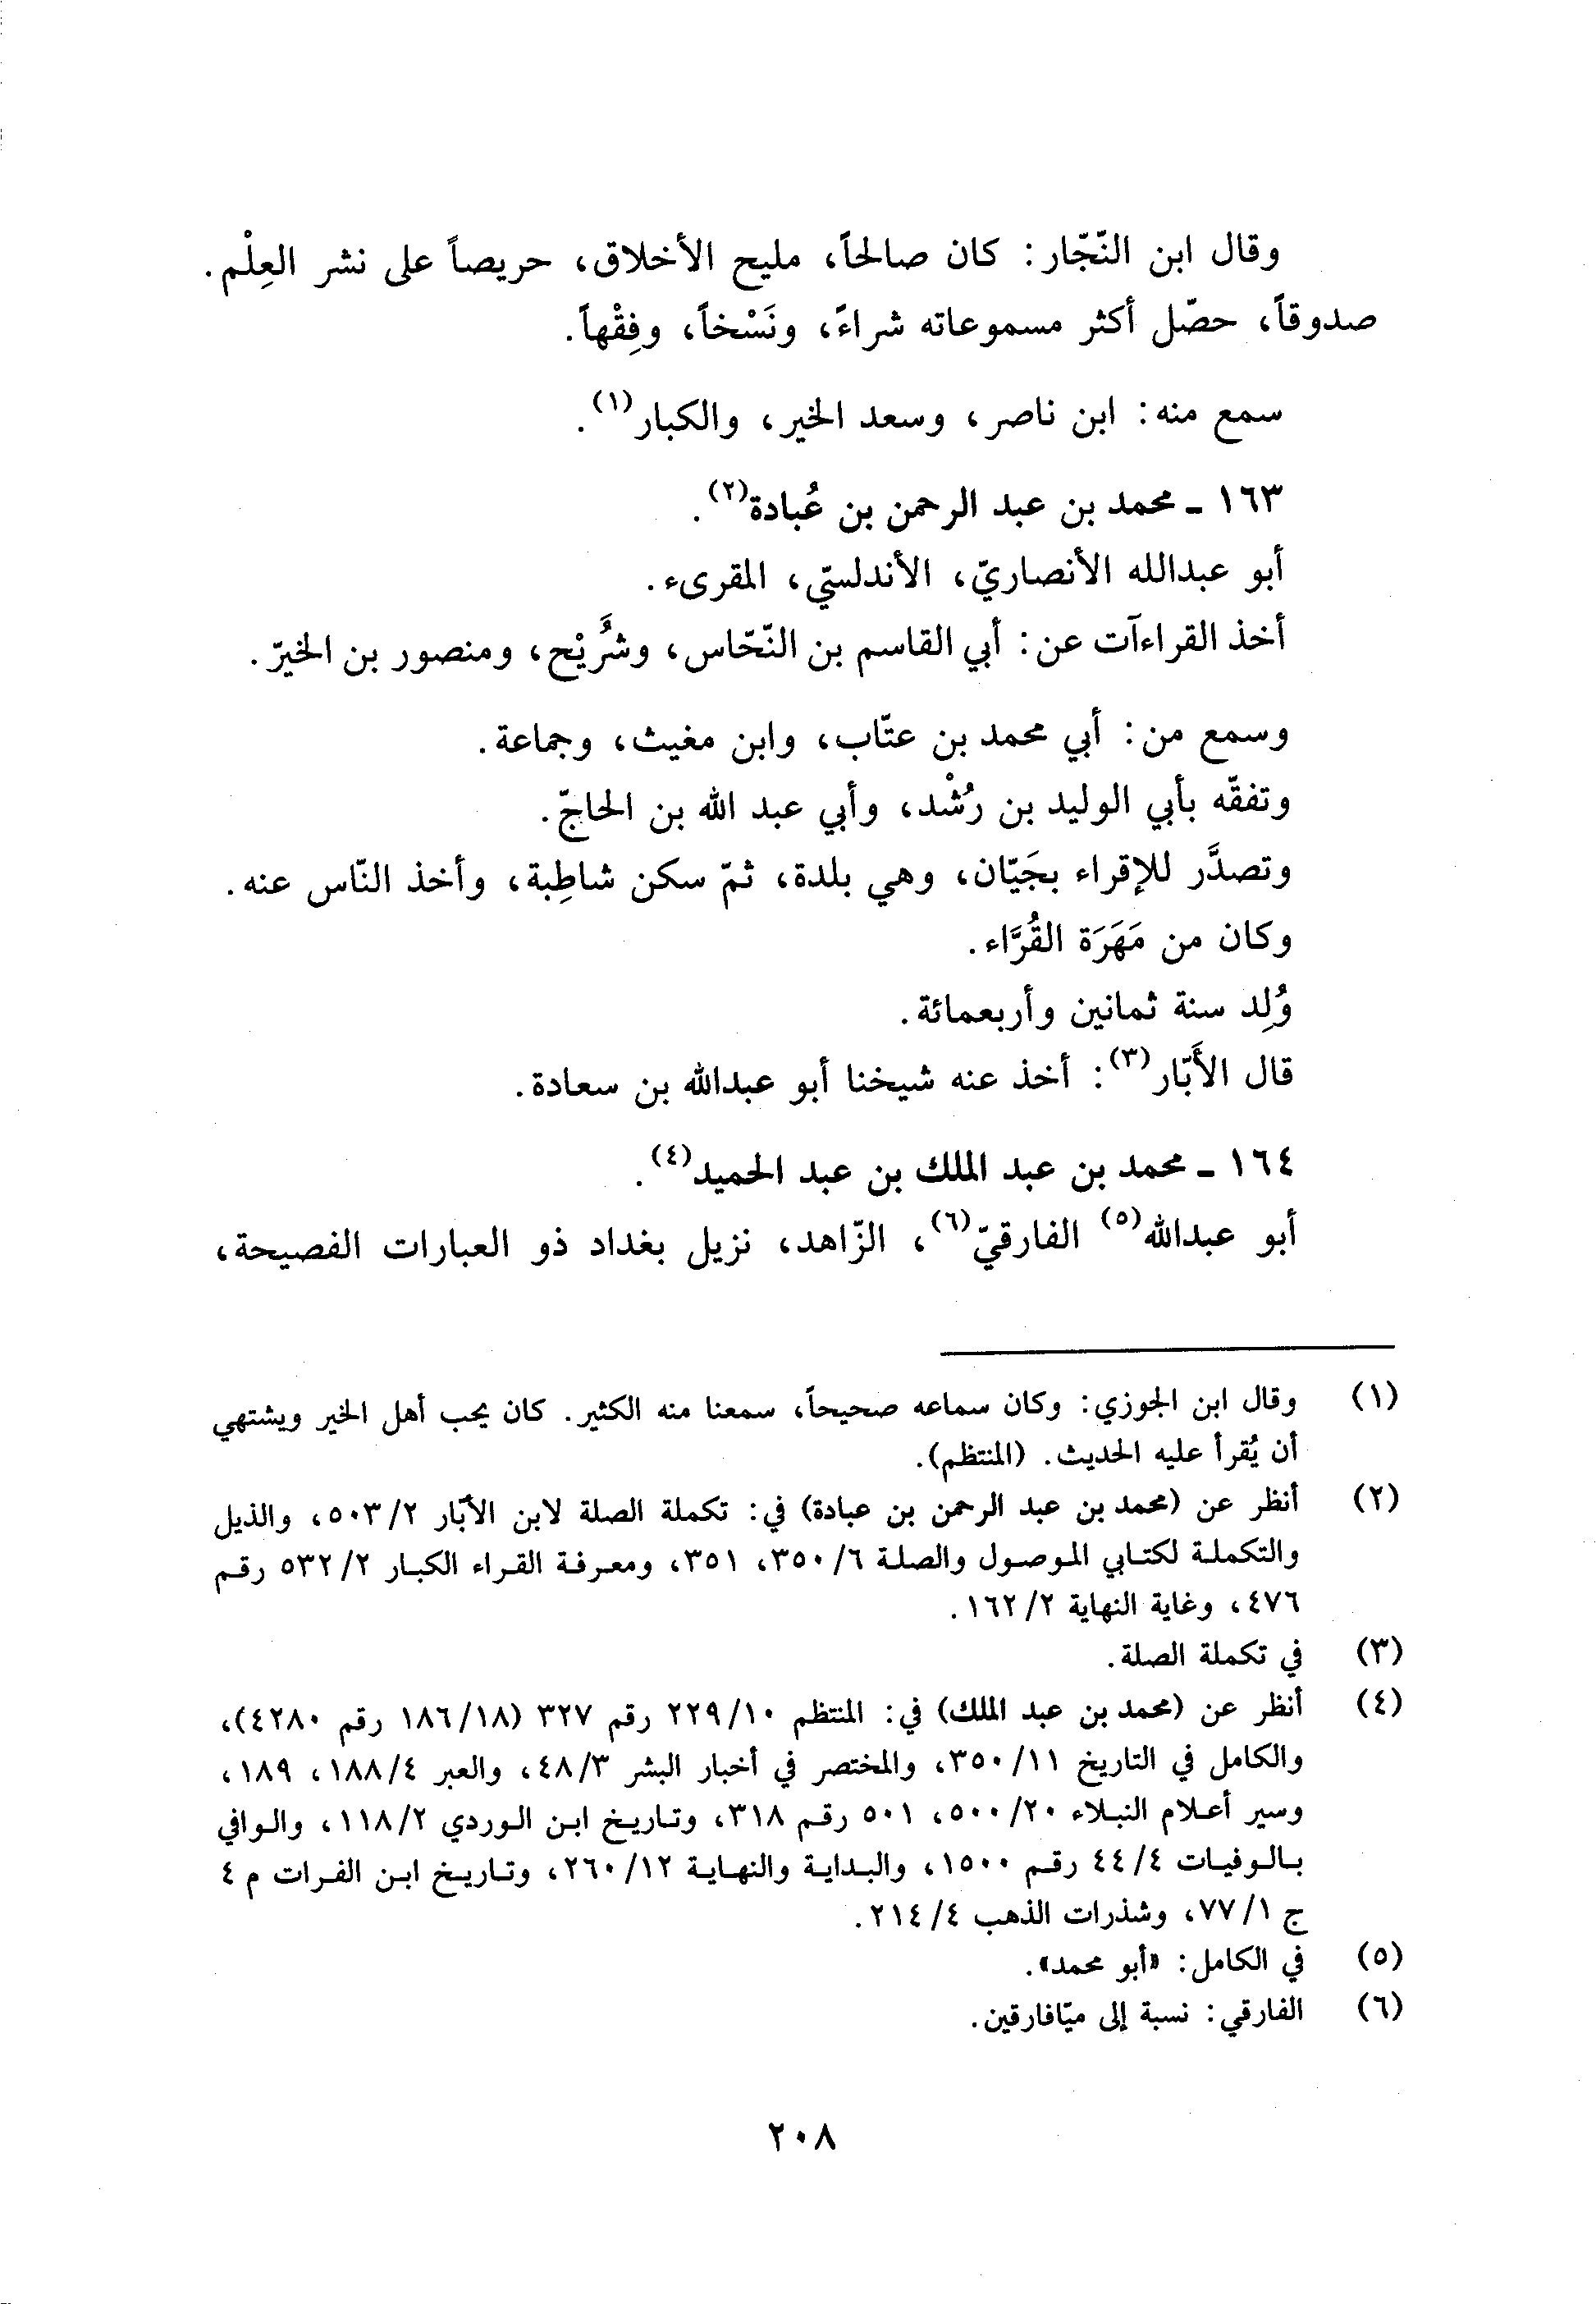 وقال ابن النّجّار: كان صالحاً، مليح الأخلاق، حريصاً على نشر العِلْم.
صدوقاً، حصّل أكثر مسموعاته شراءً، ونَسْخاً، وفِقْهاً.
سمع منه: ابن ناصر، وسعد الخير، والكبار(١).
١٦٣ ـ محمد بن عبد الرحمن بن عُبادة(٢).
أبو عبدالله الأنصاريّ، الأندلسّي، المقرىء.
أخذ القراءآت عن: أبي القاسم بن النّحّاس، وشُرَيْح، ومنصور بن الخيرّ.
وسمع من: أبي محمد بن عتّاب، وابن مغيث، وجماعة.
وتفقّه بأبي الوليد بن رُشْد، وأبي عبد الله بن الحاجّ.
وتصدَّر للإقراء بجَيّان، وهي بلدة، ثمّ سكن شاطِبة، وأخذ النّاس عنه.
وكان من مَهَرَة القُرَّاء.
وُلِد سنة ثمانين وأربعمائة.
قال الأَبّار(٣): أخذ عنه شيخنا أبو عبدالله بن سعادة.
١٦٤ ـ محمد بن عبد الملك بن عبد الحميد(٤).
أبو عبدالله(٥) الفارقيّ(٦)، الزّاهد، نزيل بغداد ذو العبارات الفصيحة،
(١) وقال ابن الجوزي: وكان سماعه صحيحاً، سمعنا منه الكثير. كان يحب أهل الخير ويشتهي
أن يُقرأ عليه الحديث. (المنتظم).
(٢) أنظر عن (محمد بن عبد الرحمن بن عبادة) في: تكملة الصلة لابن الأبّار ٥٠٣/٢، والذيل
والتكملة لكتابي الموصول والصلة ٣٥٠/٦، ٣٥١، ومعرفة القراء الكبار ٥٣٢/٢ رقم
٤٧٦، وغاية النهاية ١٦٢/٢.
(٣) في تكملة الصلة.
(٤) أنظر عن (محمد بن عبد الملك) في: المنتظم ٢٢٩/١٠ رقم ٣٢٧ (١٨٦/١٨ رقم ٤٢٨٠)،
والكامل في التاريخ ٣٥٠/١١، والمختصر في أخبار البشر ٤٨/٣، والعبر ١٨٨/٤، ١٨٩،
وسير أعلام النبلاء ٥٠٠/٢٠، ٥٠١ رقم ٣١٨، وتاريخ ابن الوردي ١١٨/٢، والوافي
بالوفيات ٤٤/٤ رقم ١٥٠٠، والبداية والنهاية ٢٦٠/١٢، وتاريخ ابن الفرات م ٤
ج ٧٧/١، وشذرات الذهب ٢١٤/٤.
(٥) في الكامل: «أبو محمد».
(٦) الفارقي: نسبة إلى ميّافارقين.
٢٠٨